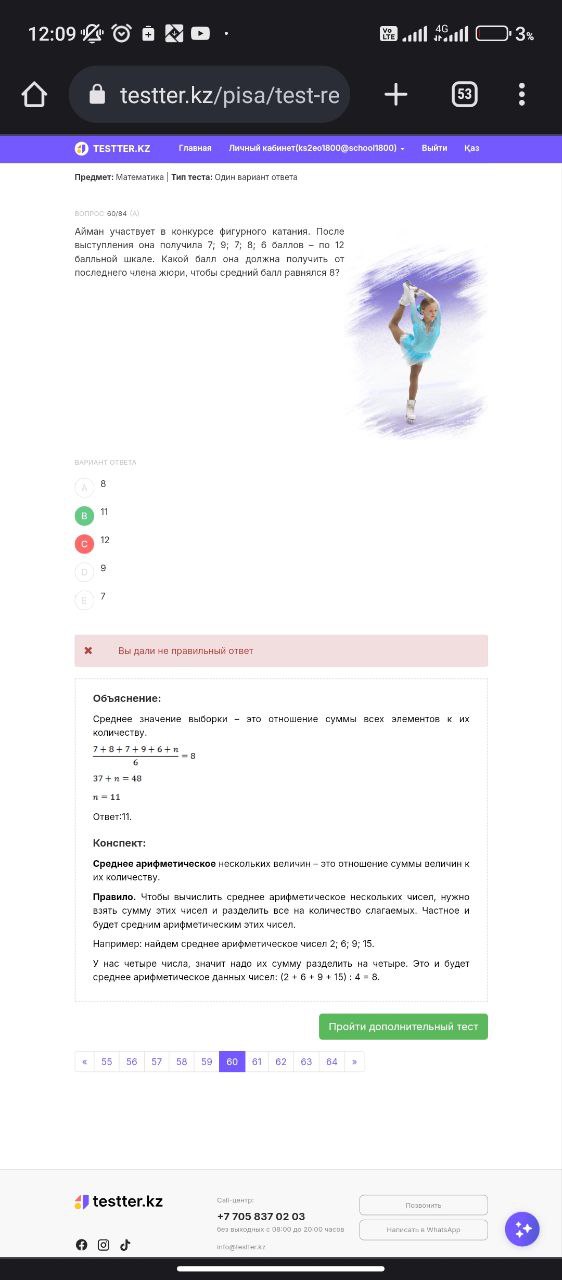 12:09
Vo LTE 4G 3%
testter.kz/pisa/test-re
53
TESTTER.KZ Главная Личный кабинет(ks2eo1800@school1800) Выйти Қаз
Предмет: Математика | Тип теста: Один вариант ответа
ВОПРОС 60/84 (A)
Айман участвует в конкурсе фигурного катания. После
выступления она получила 7; 9; 7; 8; 6 баллов – по 12
балльной шкале. Какой балл она должна получить от
последнего члена жюри, чтобы средний балл равнялся 8?
ВАРИАНТ ОТВЕТА
A 8
B 11
C 12
D 9
E 7
✖ Вы дали не правильный ответ
Объяснение:
Среднее значение выборки – это отношение суммы всех элементов к их
количеству.
7 + 8 + 7 + 9 + 6 + n
6
= 8
37 + n = 48
n = 11
Ответ:11.
Конспект:
Среднее арифметическое нескольких величин – это отношение суммы величин к
их количеству.
Правило. Чтобы вычислить среднее арифметическое нескольких чисел, нужно
взять сумму этих чисел и разделить все на количество слагаемых. Частное и
будет средним арифметическим этих чисел.
Например: найдем среднее арифметическое чисел 2; 6; 9; 15.
У нас четыре числа, значит надо их сумму разделить на четыре. Это и будет
среднее арифметическое данных чисел: (2 + 6 + 9 + 15) : 4 = 8.
Пройти дополнительный тест
« 55 56 57 58 59 60 61 62 63 64 »
testter.kz
Call-центр:
+7 705 837 02 03
без выходных с 08:00 до 20:00 часов
info@testter.kz
Позвонить
Написать в WhatsApp